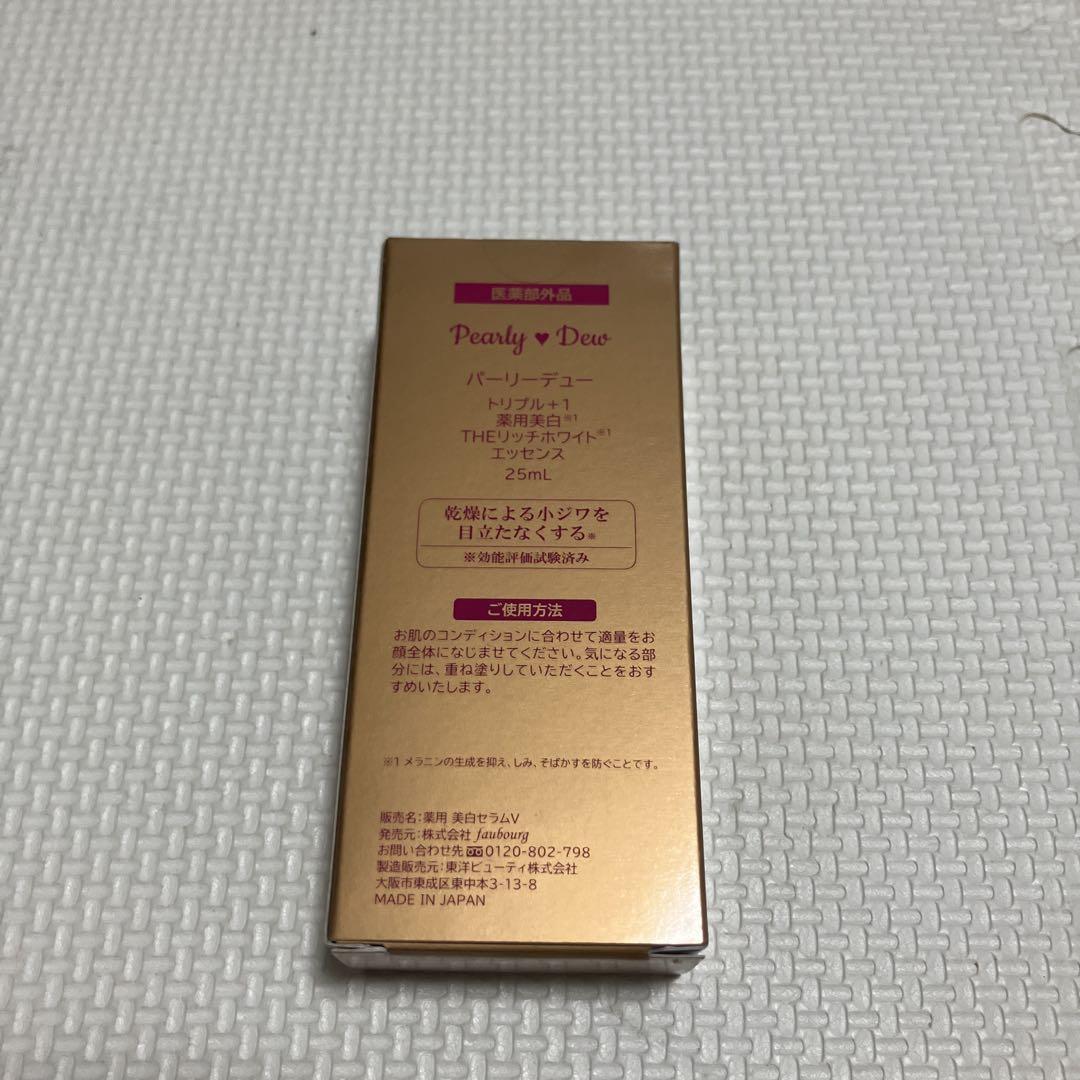 医薬部外品
Pearly ♥ Dew
パーリーデュー
トリプル+1
薬用美白※1
THEリッチホワイト※1
エッセンス
25mL
乾燥による小ジワを
目立たなくする※
※効能評価試験済み
ご使用方法
お肌のコンディションに合わせて適量をお
顔全体になじませてください。気になる部
分には、重ね塗りしていただくことをおす
すめいたします。
※1 メラニンの生成を抑え、しみ、そばかすを防ぐことです。
販売名:薬用 美白セラムV
発売元:株式会社 faubourg
お問い合わせ先 0120-802-798
製造販売元:東洋ビューティ株式会社
大阪市東成区東中本3-13-8
MADE IN JAPAN